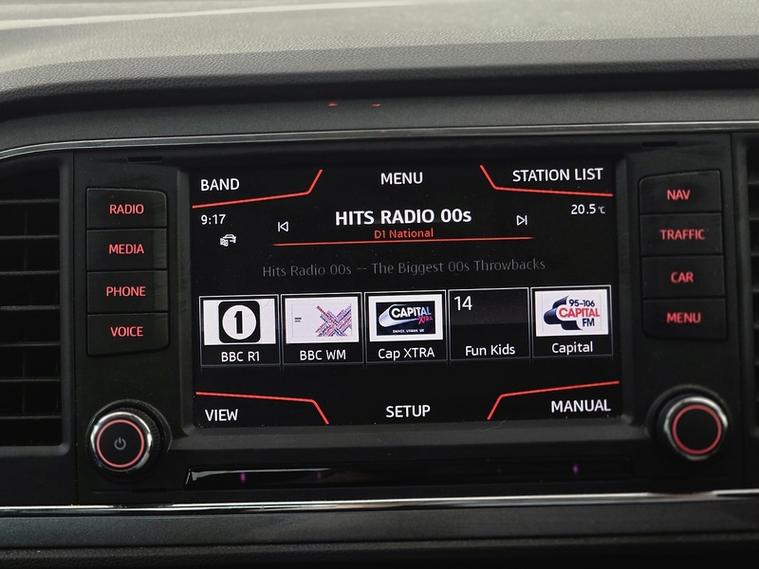 BAND
MENU
STATION LIST
RADIO
MEDIA
PHONE
VOICE
9:17
HITS RADIO 00s
D1 National
20.5°C
Hits Radio 00s -- The Biggest 00s Throwbacks
1
BBC R1
BBC WM
CAPITAL
XTRA
Cap XTRA
14
Fun Kids
95-106
CAPITAL
FM
Capital
VIEW
SETUP
MANUAL
NAV
TRAFFIC
CAR
MENU